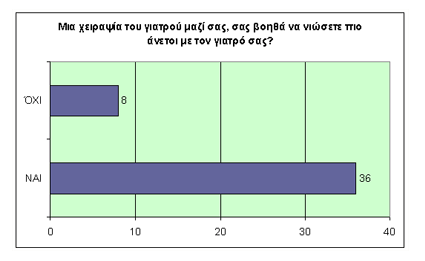 Μια χειραψία του γιατρού μαζί σας, σας βοηθά να νιώσετε πιο
άνετοι με τον γιατρό σας?
ΌΧΙ
8
ΝΑΙ
36
0 10 20 30 40